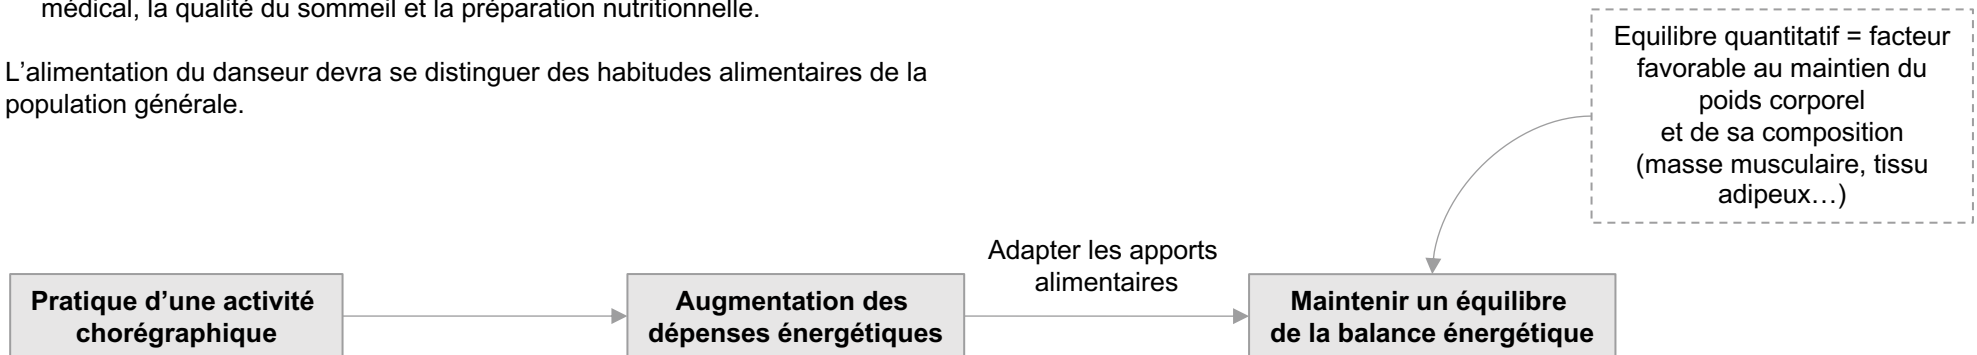 médical, la qualité du sommeil et la préparation nutritionnelle.
L’alimentation du danseur devra se distinguer des habitudes alimentaires de la
population générale.
Equilibre quantitatif = facteur
favorable au maintien du
poids corporel
et de sa composition
(masse musculaire, tissu
adipeux…)
Adapter les apports
alimentaires
Pratique d’une activité
chorégraphique
Augmentation des
dépenses énergétiques
Maintenir un équilibre
de la balance énergétique